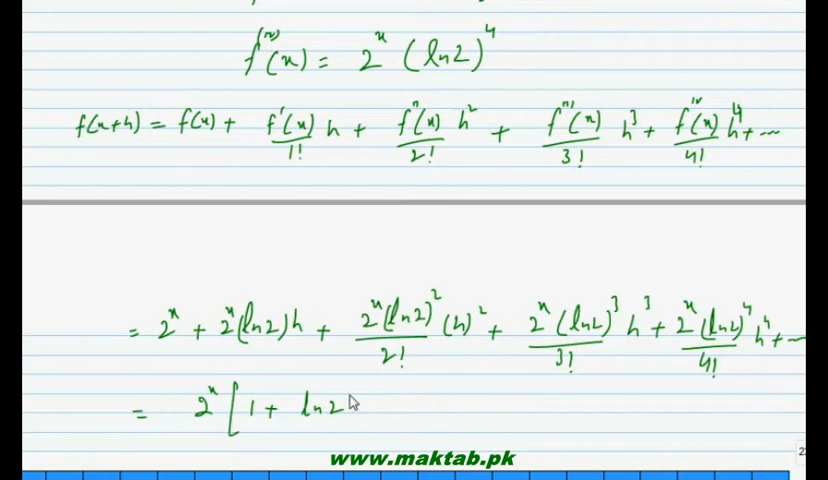 f⁽ⁱᵛ⁾(x) = 2ˣ (ln2)⁴
f(x+h) = f(x) + f'(x)/1! h + f''(x)/2! h² + f'''(x)/3! h³ + f⁗(x)/4! h⁴ + ...
= 2ˣ + 2ˣ(ln2)h + 2ˣ(ln2)²/2! (h)² + 2ˣ(ln2)³/3! h³ + 2ˣ(ln2)⁴/4! h⁴ + ...
= 2ˣ [ 1 + ln2
www.maktab.pk